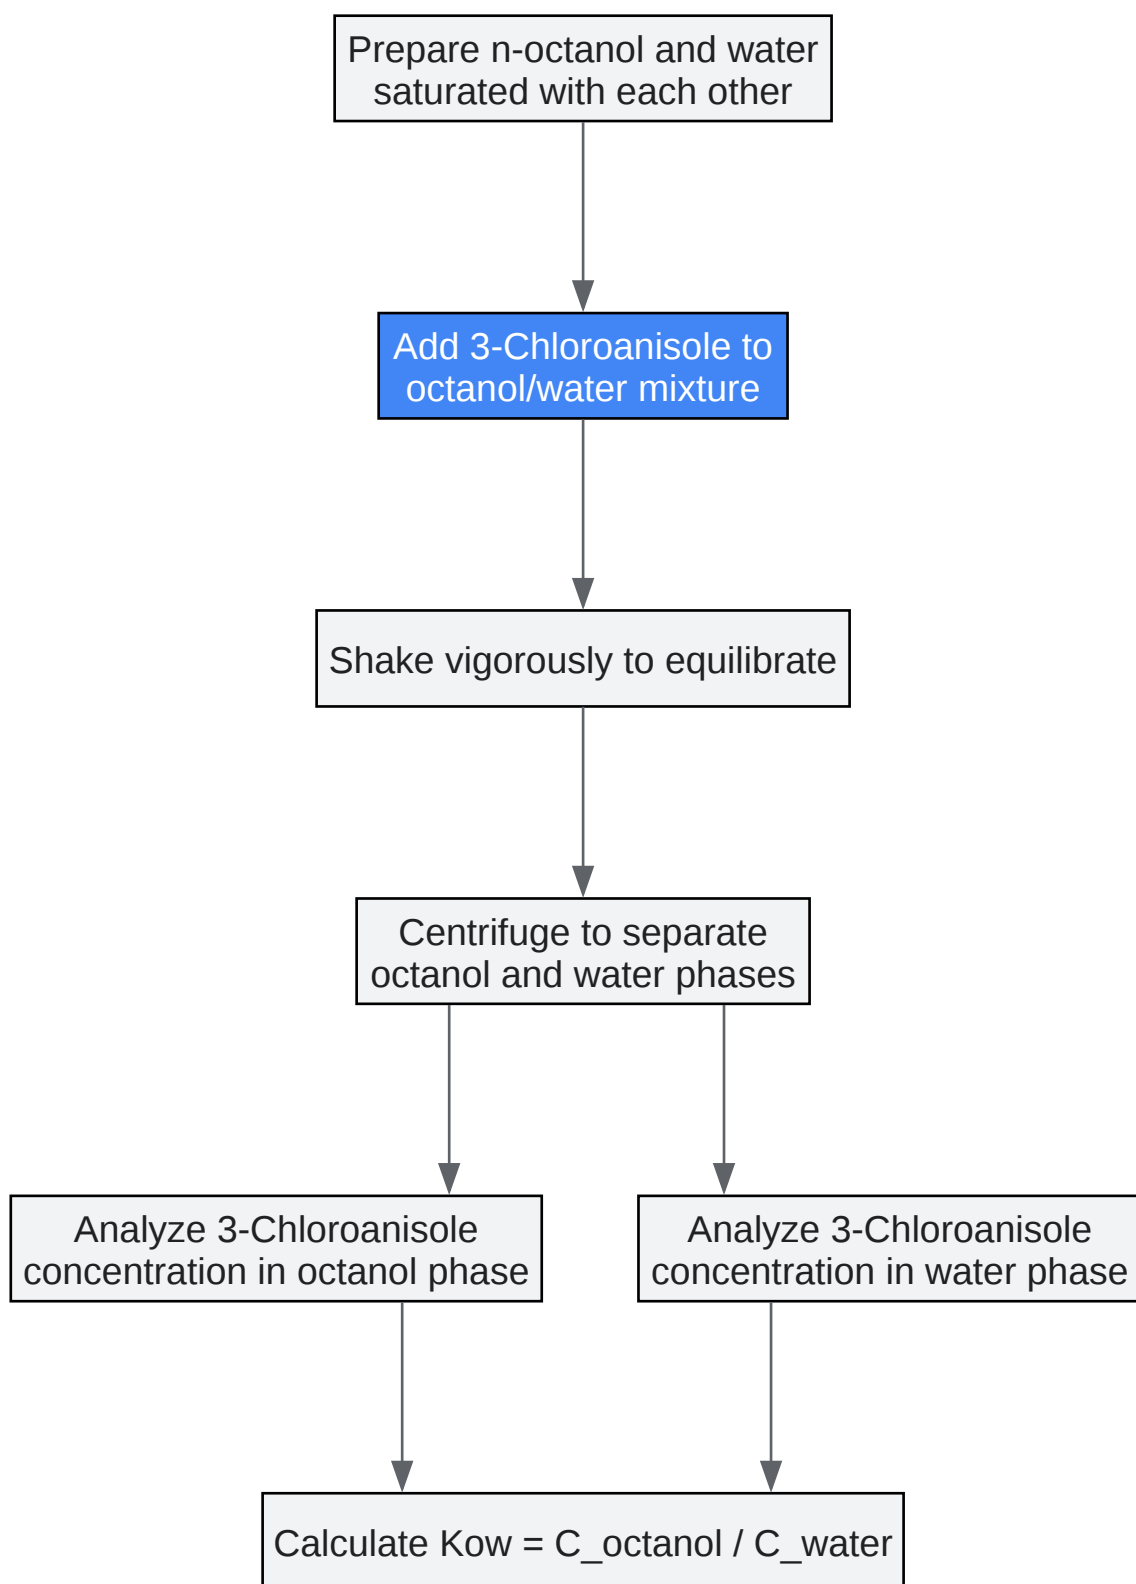 Prepare n-octanol and water
saturated with each other
Add 3-Chloroanisole to
octanol/water mixture
Shake vigorously to equilibrate
Centrifuge to separate
octanol and water phases
Analyze 3-Chloroanisole
concentration in octanol phase
Analyze 3-Chloroanisole
concentration in water phase
Calculate Kow = C_octanol / C_water